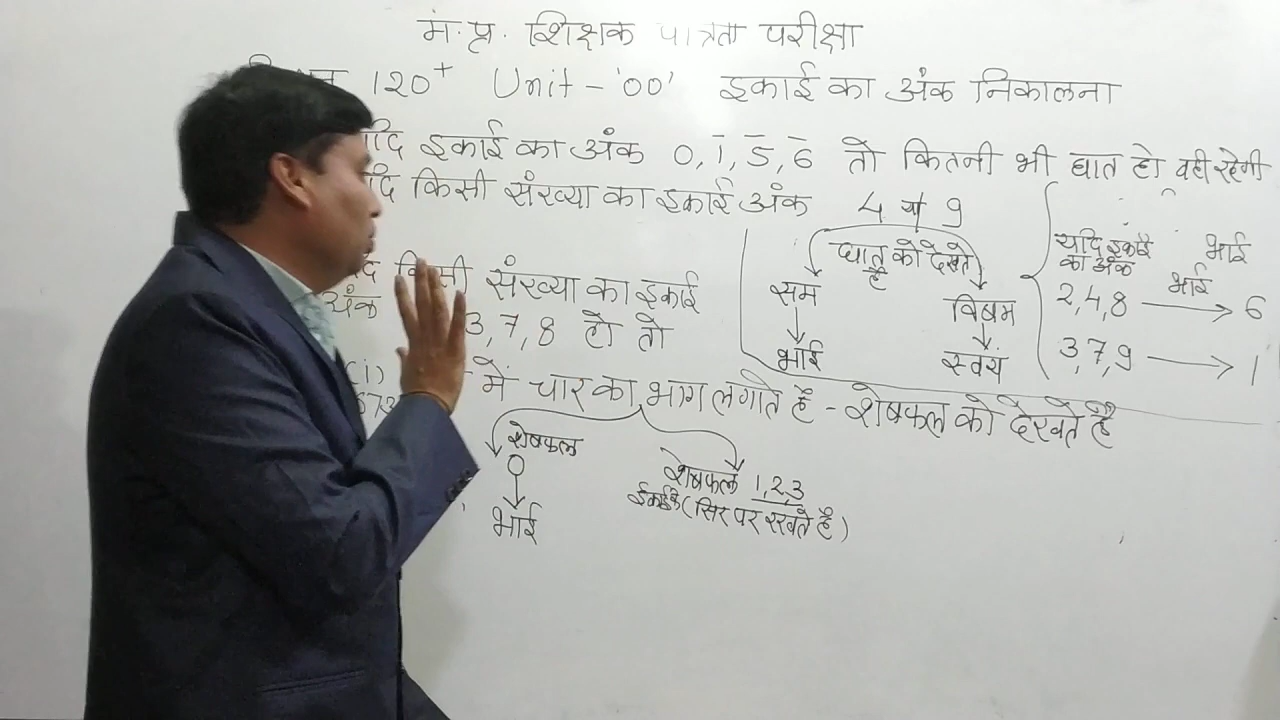 म.प्र. शिक्षक पात्रता परीक्षा
120+ Unit - '00' इकाई का अंक निकालना
यदि इकाई का अंक 0, 1, 5, 6 तो कितनी भी घात हो वही रहेगी
यदि किसी संख्या का इकाई अंक 4 या 9
घात को देखते है
सम
विषम
भाई
स्वयं
यदि इकाई का अंक
भाई
भाई
2,4,8 → 6
3,7,9 → 1
किसी संख्या का इकाई
अंक 3, 7, 8 हो तो
(i) में चार का भाग लगाते हैं - शेषफल को देखते हैं
शेषफल
0
भाई
शेषफल 1,2,3
(सिर पर रखते है)